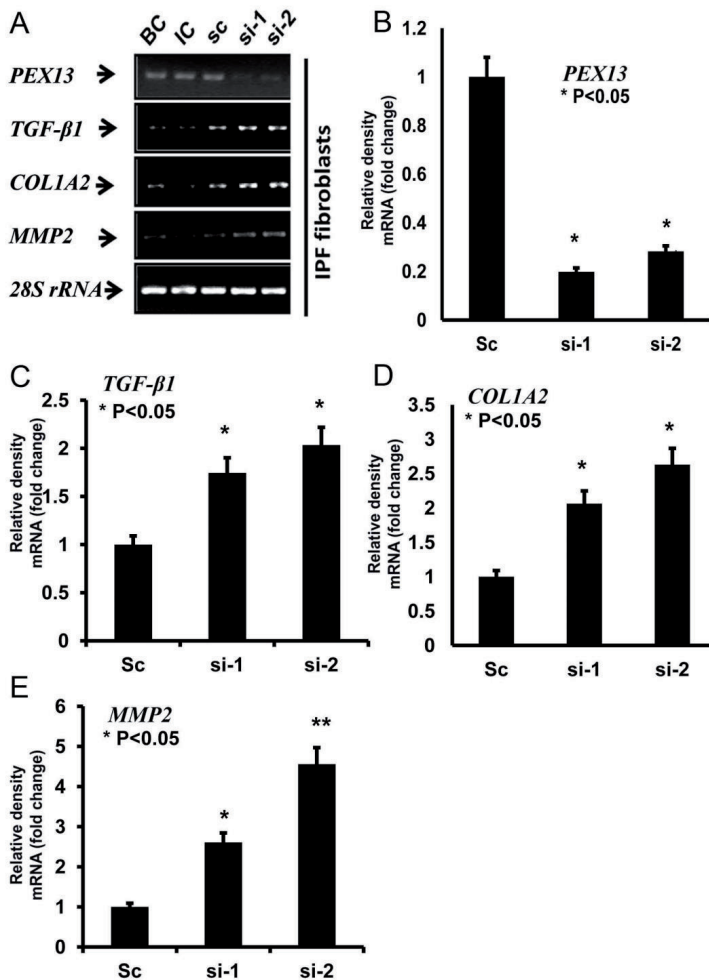 A
BC IC sc si-1 si-2
PEX13
TGF-β1
COL1A2
MMP2
28S rRNA
IPF fibroblasts
B
Relative density
mRNA (fold change)
PEX13
* P<0.05
1.2
1
0.8
0.6
0.4
0.2
0
*
*
Sc si-1 si-2
C
Relative density
mRNA (fold change)
TGF-β1
* P<0.05
2.5
2
1.5
1
0.5
0
*
*
Sc si-1 si-2
D
Relative density
mRNA (fold change)
COL1A2
* P<0.05
3.5
3
2.5
2
1.5
1
0.5
0
*
*
Sc si-1 si-2
E
Relative density
mRNA (fold change)
MMP2
* P<0.05
6
5
4
3
2
1
0
*
**
Sc si-1 si-2